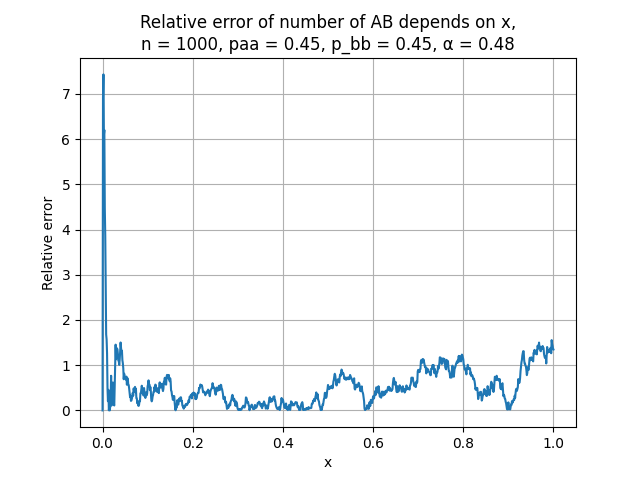 Relative error of number of AB depends on x,
n = 1000, paa = 0.45, p_bb = 0.45, α = 0.48
Relative error
7
6
5
4
3
2
1
0
0.0 0.2 0.4 0.6 0.8 1.0
x